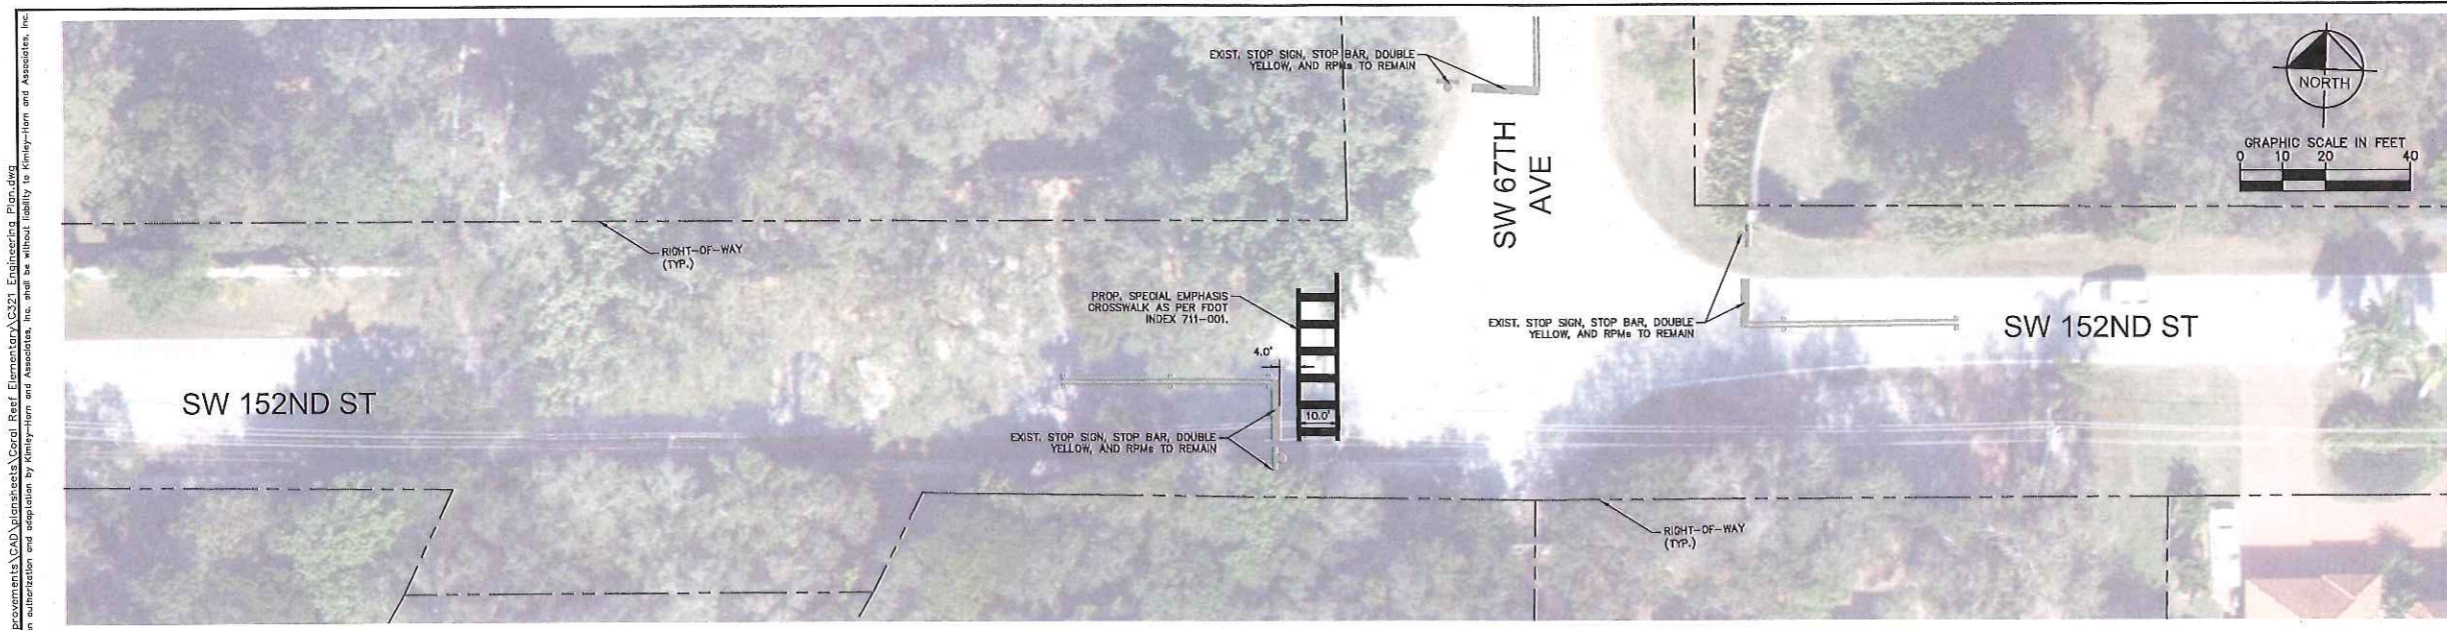 provements\CAD\plansheets\Coral Reef Elementary\C321 Engineering Plan.dwg
on authorization and adaptation by Kimley-Horn and Associates, Inc. shall be without liability to Kimley-Horn and Associates, Inc.
EXIST. STOP SIGN, STOP BAR, DOUBLE
YELLOW, AND RPMs TO REMAIN
NORTH
GRAPHIC SCALE IN FEET
0 10 20 40
SW 67TH
AVE
RIGHT-OF-WAY
(TYP.)
PROP. SPECIAL EMPHASIS
CROSSWALK AS PER FDOT
INDEX 711-001.
EXIST. STOP SIGN, STOP BAR, DOUBLE
YELLOW, AND RPMs TO REMAIN
SW 152ND ST
4.0'
SW 152ND ST
10.0'
EXIST. STOP SIGN, STOP BAR, DOUBLE
YELLOW, AND RPMs TO REMAIN
RIGHT-OF-WAY
(TYP.)